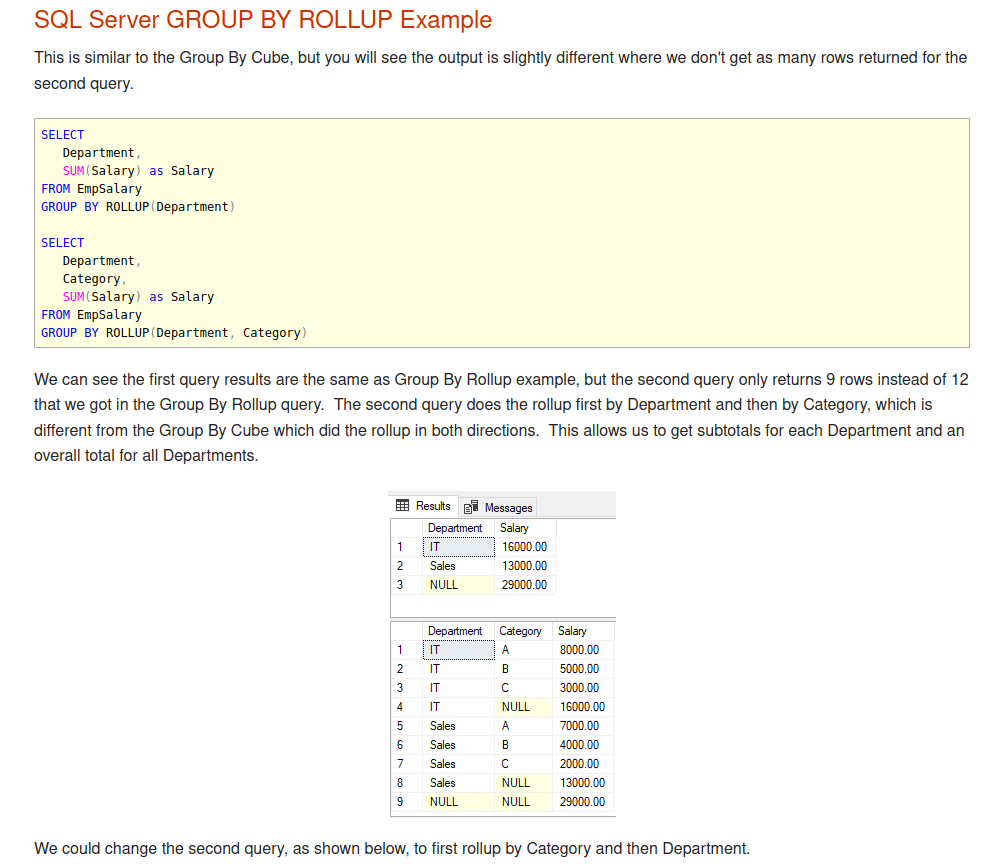 SQL Server GROUP BY ROLLUP Example
This is similar to the Group By Cube, but you will see the output is slightly different where we don't get as many rows returned for the
second query.
SELECT
Department,
SUM(Salary) as Salary
FROM EmpSalary
GROUP BY ROLLUP(Department)
SELECT
Department,
Category,
SUM(Salary) as Salary
FROM EmpSalary
GROUP BY ROLLUP(Department, Category)
We can see the first query results are the same as Group By Rollup example, but the second query only returns 9 rows instead of 12
that we got in the Group By Rollup query.  The second query does the rollup first by Department and then by Category, which is
different from the Group By Cube which did the rollup in both directions.  This allows us to get subtotals for each Department and an
overall total for all Departments.
Results Messages
Department Salary
1 IT 16000.00
2 Sales 13000.00
3 NULL 29000.00
Department Category Salary
1 IT A 8000.00
2 IT B 5000.00
3 IT C 3000.00
4 IT NULL 16000.00
5 Sales A 7000.00
6 Sales B 4000.00
7 Sales C 2000.00
8 Sales NULL 13000.00
9 NULL NULL 29000.00
We could change the second query, as shown below, to first rollup by Category and then Department.